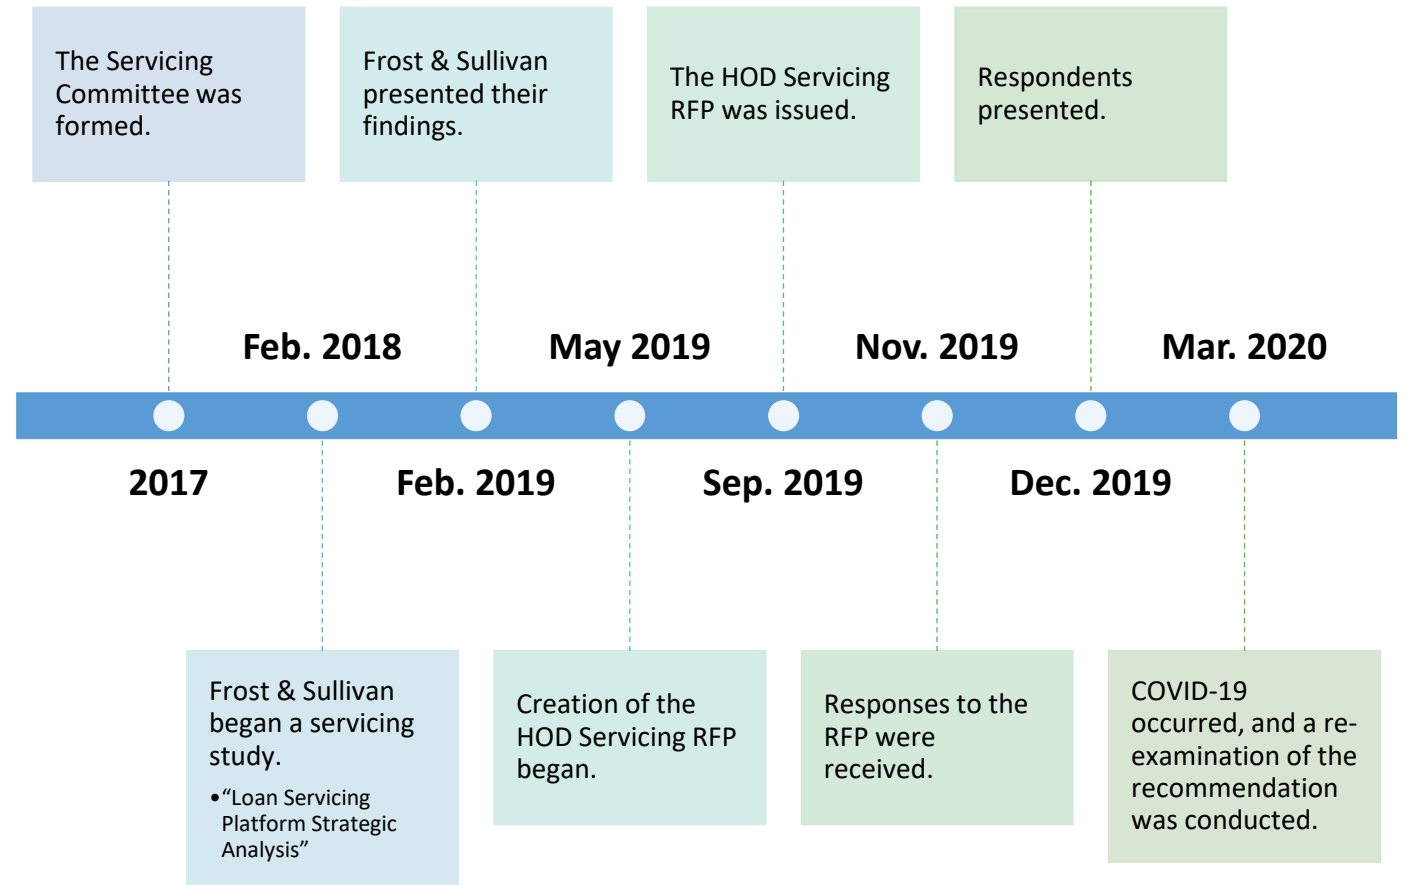 The Servicing
Committee was
formed.
Frost & Sullivan
presented their
findings.
The HOD Servicing
RFP was issued.
Respondents
presented.
Feb. 2018
May 2019
Nov. 2019
Mar. 2020
2017
Feb. 2019
Sep. 2019
Dec. 2019
Frost & Sullivan
began a servicing
study.
•“Loan Servicing
Platform Strategic
Analysis”
Creation of the
HOD Servicing RFP
began.
Responses to the
RFP were
received.
COVID-19
occurred, and a re-
examination of the
recommendation
was conducted.